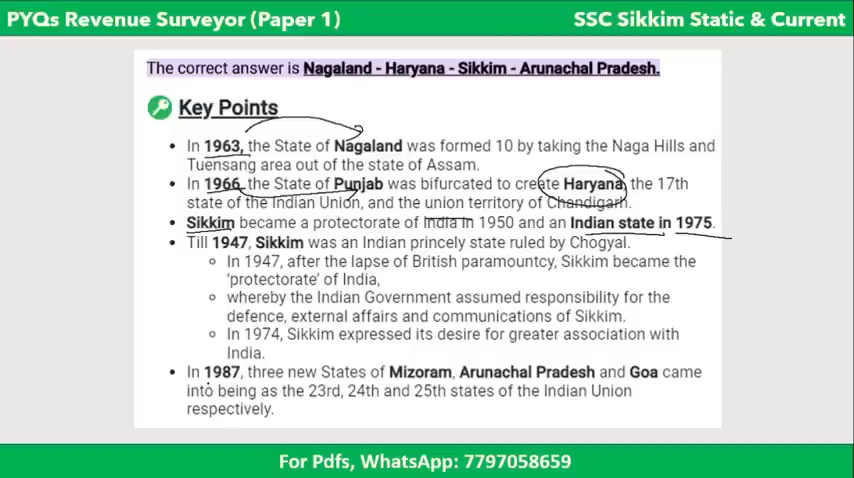 PYQs Revenue Surveyor (Paper 1)
SSC Sikkim Static & Current
The correct answer is Nagaland - Haryana - Sikkim - Arunachal Pradesh.
Key Points
• In 1963, the State of Nagaland was formed 10 by taking the Naga Hills and
Tuensang area out of the state of Assam.
• In 1966, the State of Punjab was bifurcated to create Haryana, the 17th
state of the Indian Union, and the union territory of Chandigarh.
• Sikkim became a protectorate of India in 1950 and an Indian state in 1975.
• Till 1947, Sikkim was an Indian princely state ruled by Chogyal.
○ In 1947, after the lapse of British paramountcy, Sikkim became the
'protectorate' of India,
○ whereby the Indian Government assumed responsibility for the
defence, external affairs and communications of Sikkim.
○ In 1974, Sikkim expressed its desire for greater association with
India.
• In 1987, three new States of Mizoram, Arunachal Pradesh and Goa came
into being as the 23rd, 24th and 25th states of the Indian Union
respectively.
For Pdfs, WhatsApp: 7797058659